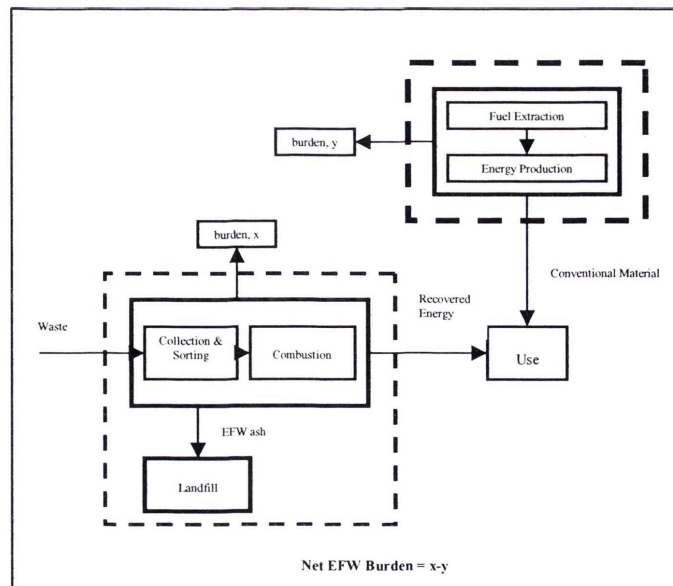 Fuel Extraction
burden, y
Energy Production
burden, x
Conventional Material
Recovered
Energy
Waste
Collection &
Sorting
Combustion
Use
EFW ash
Landfill
Net EFW Burden = x-y